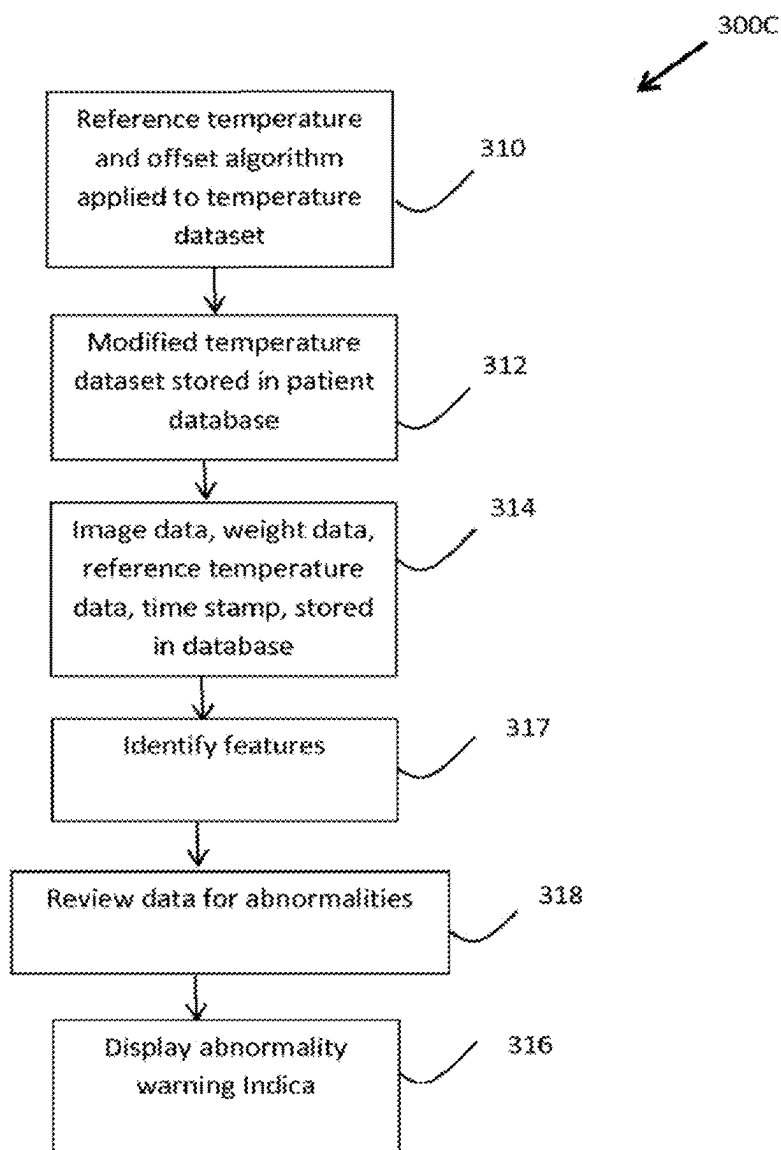 300C
Reference temperature
and offset algorithm
applied to temperature
dataset
310
Modified temperature
dataset stored in patient
database
312
Image data, weight data,
reference temperature
data, time stamp, stored
in database
314
Identify features
317
Review data for abnormalities
318
Display abnormality
warning Indica
316